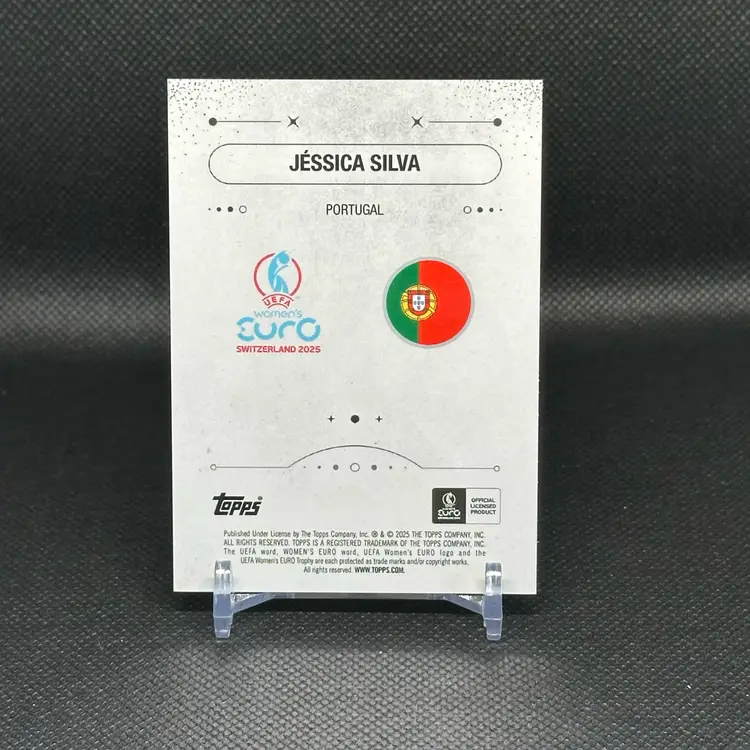 JÉSSICA SILVA
PORTUGAL
UEFA
women's
EURO
SWITZERLAND 2025
topps®
EURO
OFFICIAL
LICENSED
PRODUCT
Published Under License by The Topps Company, Inc. ® & © 2025 THE TOPPS COMPANY, INC.
ALL RIGHTS RESERVED. TOPPS IS A REGISTERED TRADEMARK OF THE TOPPS COMPANY, INC.
The UEFA word, WOMEN'S EURO word, UEFA Women's EURO logo and the
UEFA Women's EURO Trophy are each protected as trade marks and/or copyright works.
All rights reserved. WWW.TOPPS.COM.